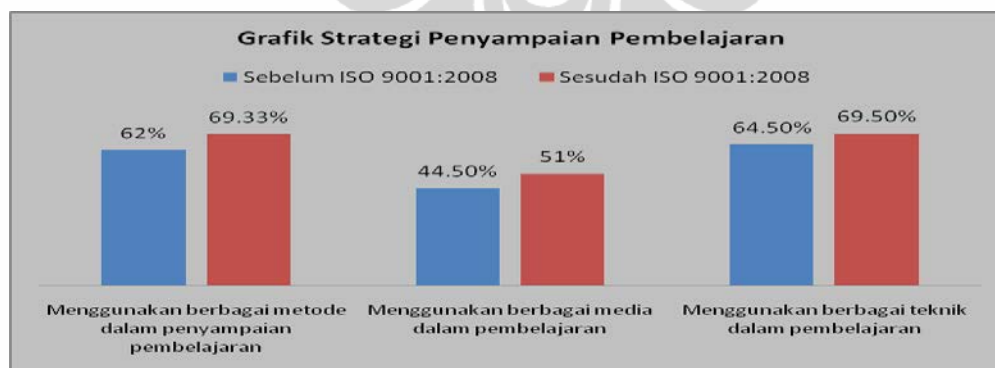 Grafik Strategi Penyampaian Pembelajaran
Sebelum ISO 9001:2008 Sesudah ISO 9001:2008
62% 69.33% 44.50% 51% 64.50% 69.50%
Menggunakan berbagai metode dalam penyampaian pembelajaran
Menggunakan berbagai media dalam pembelajaran
Menggunakan berbagai teknik dalam pembelajaran